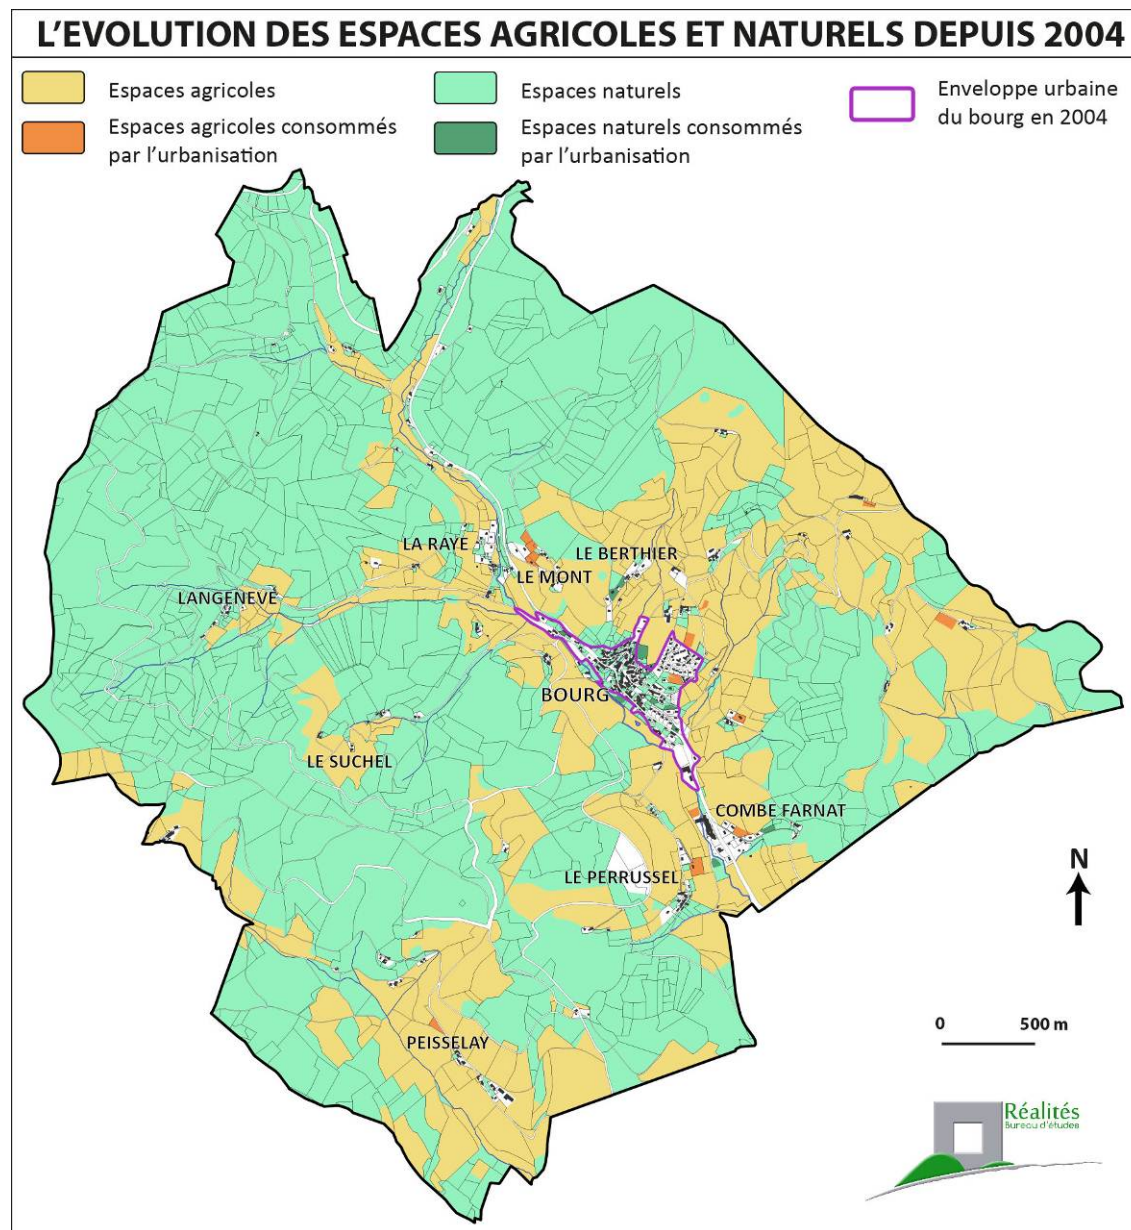 L'EVOLUTION DES ESPACES AGRICOLES ET NATURELS DEPUIS 2004
Espaces agricoles
Espaces agricoles consommés
par l'urbanisation
Espaces naturels
Espaces naturels consommés
par l'urbanisation
Enveloppe urbaine
du bourg en 2004
LA RAYE
LE BERTHIER
LE MONT
LANGENEVE
BOURG
LE SUCHEL
COMBE FARNAT
LE PERRUSSEL
PEISSELAY
N
0 500 m
Réalités
Bureau d'études